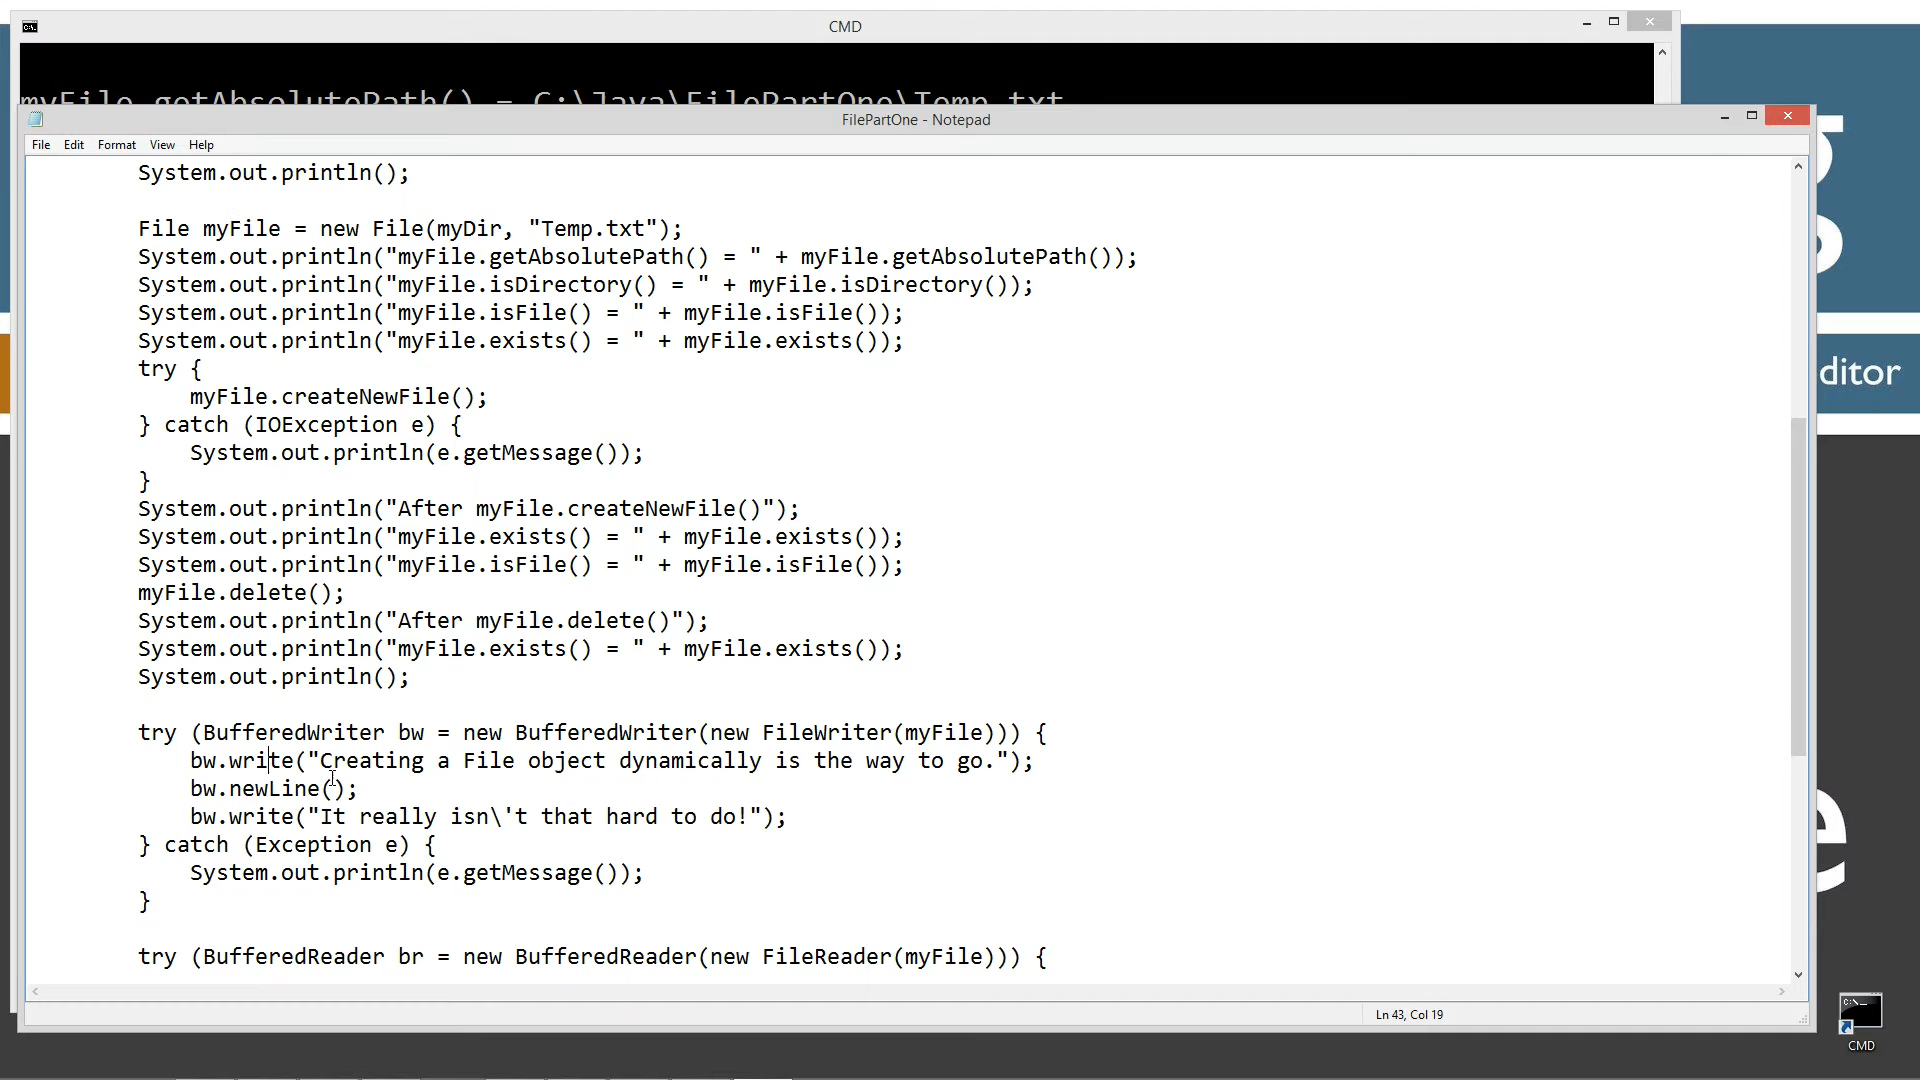 CMD
myFile.getAbsolutePath() = C:\Java\FilePartOne\Temp.txt
FilePartOne - Notepad
File Edit Format View Help
System.out.println();
File myFile = new File(myDir, "Temp.txt");
System.out.println("myFile.getAbsolutePath() = " + myFile.getAbsolutePath());
System.out.println("myFile.isDirectory() = " + myFile.isDirectory());
System.out.println("myFile.isFile() = " + myFile.isFile());
System.out.println("myFile.exists() = " + myFile.exists());
try {
myFile.createNewFile();
} catch (IOException e) {
System.out.println(e.getMessage());
}
System.out.println("After myFile.createNewFile()");
System.out.println("myFile.exists() = " + myFile.exists());
System.out.println("myFile.isFile() = " + myFile.isFile());
myFile.delete();
System.out.println("After myFile.delete()");
System.out.println("myFile.exists() = " + myFile.exists());
System.out.println();
try (BufferedWriter bw = new BufferedWriter(new FileWriter(myFile))) {
bw.write("Creating a File object dynamically is the way to go.");
bw.newLine();
bw.write("It really isn\'t that hard to do!");
} catch (Exception e) {
System.out.println(e.getMessage());
}
try (BufferedReader br = new BufferedReader(new FileReader(myFile))) {
Ln 43, Col 19
ditor
e
CMD